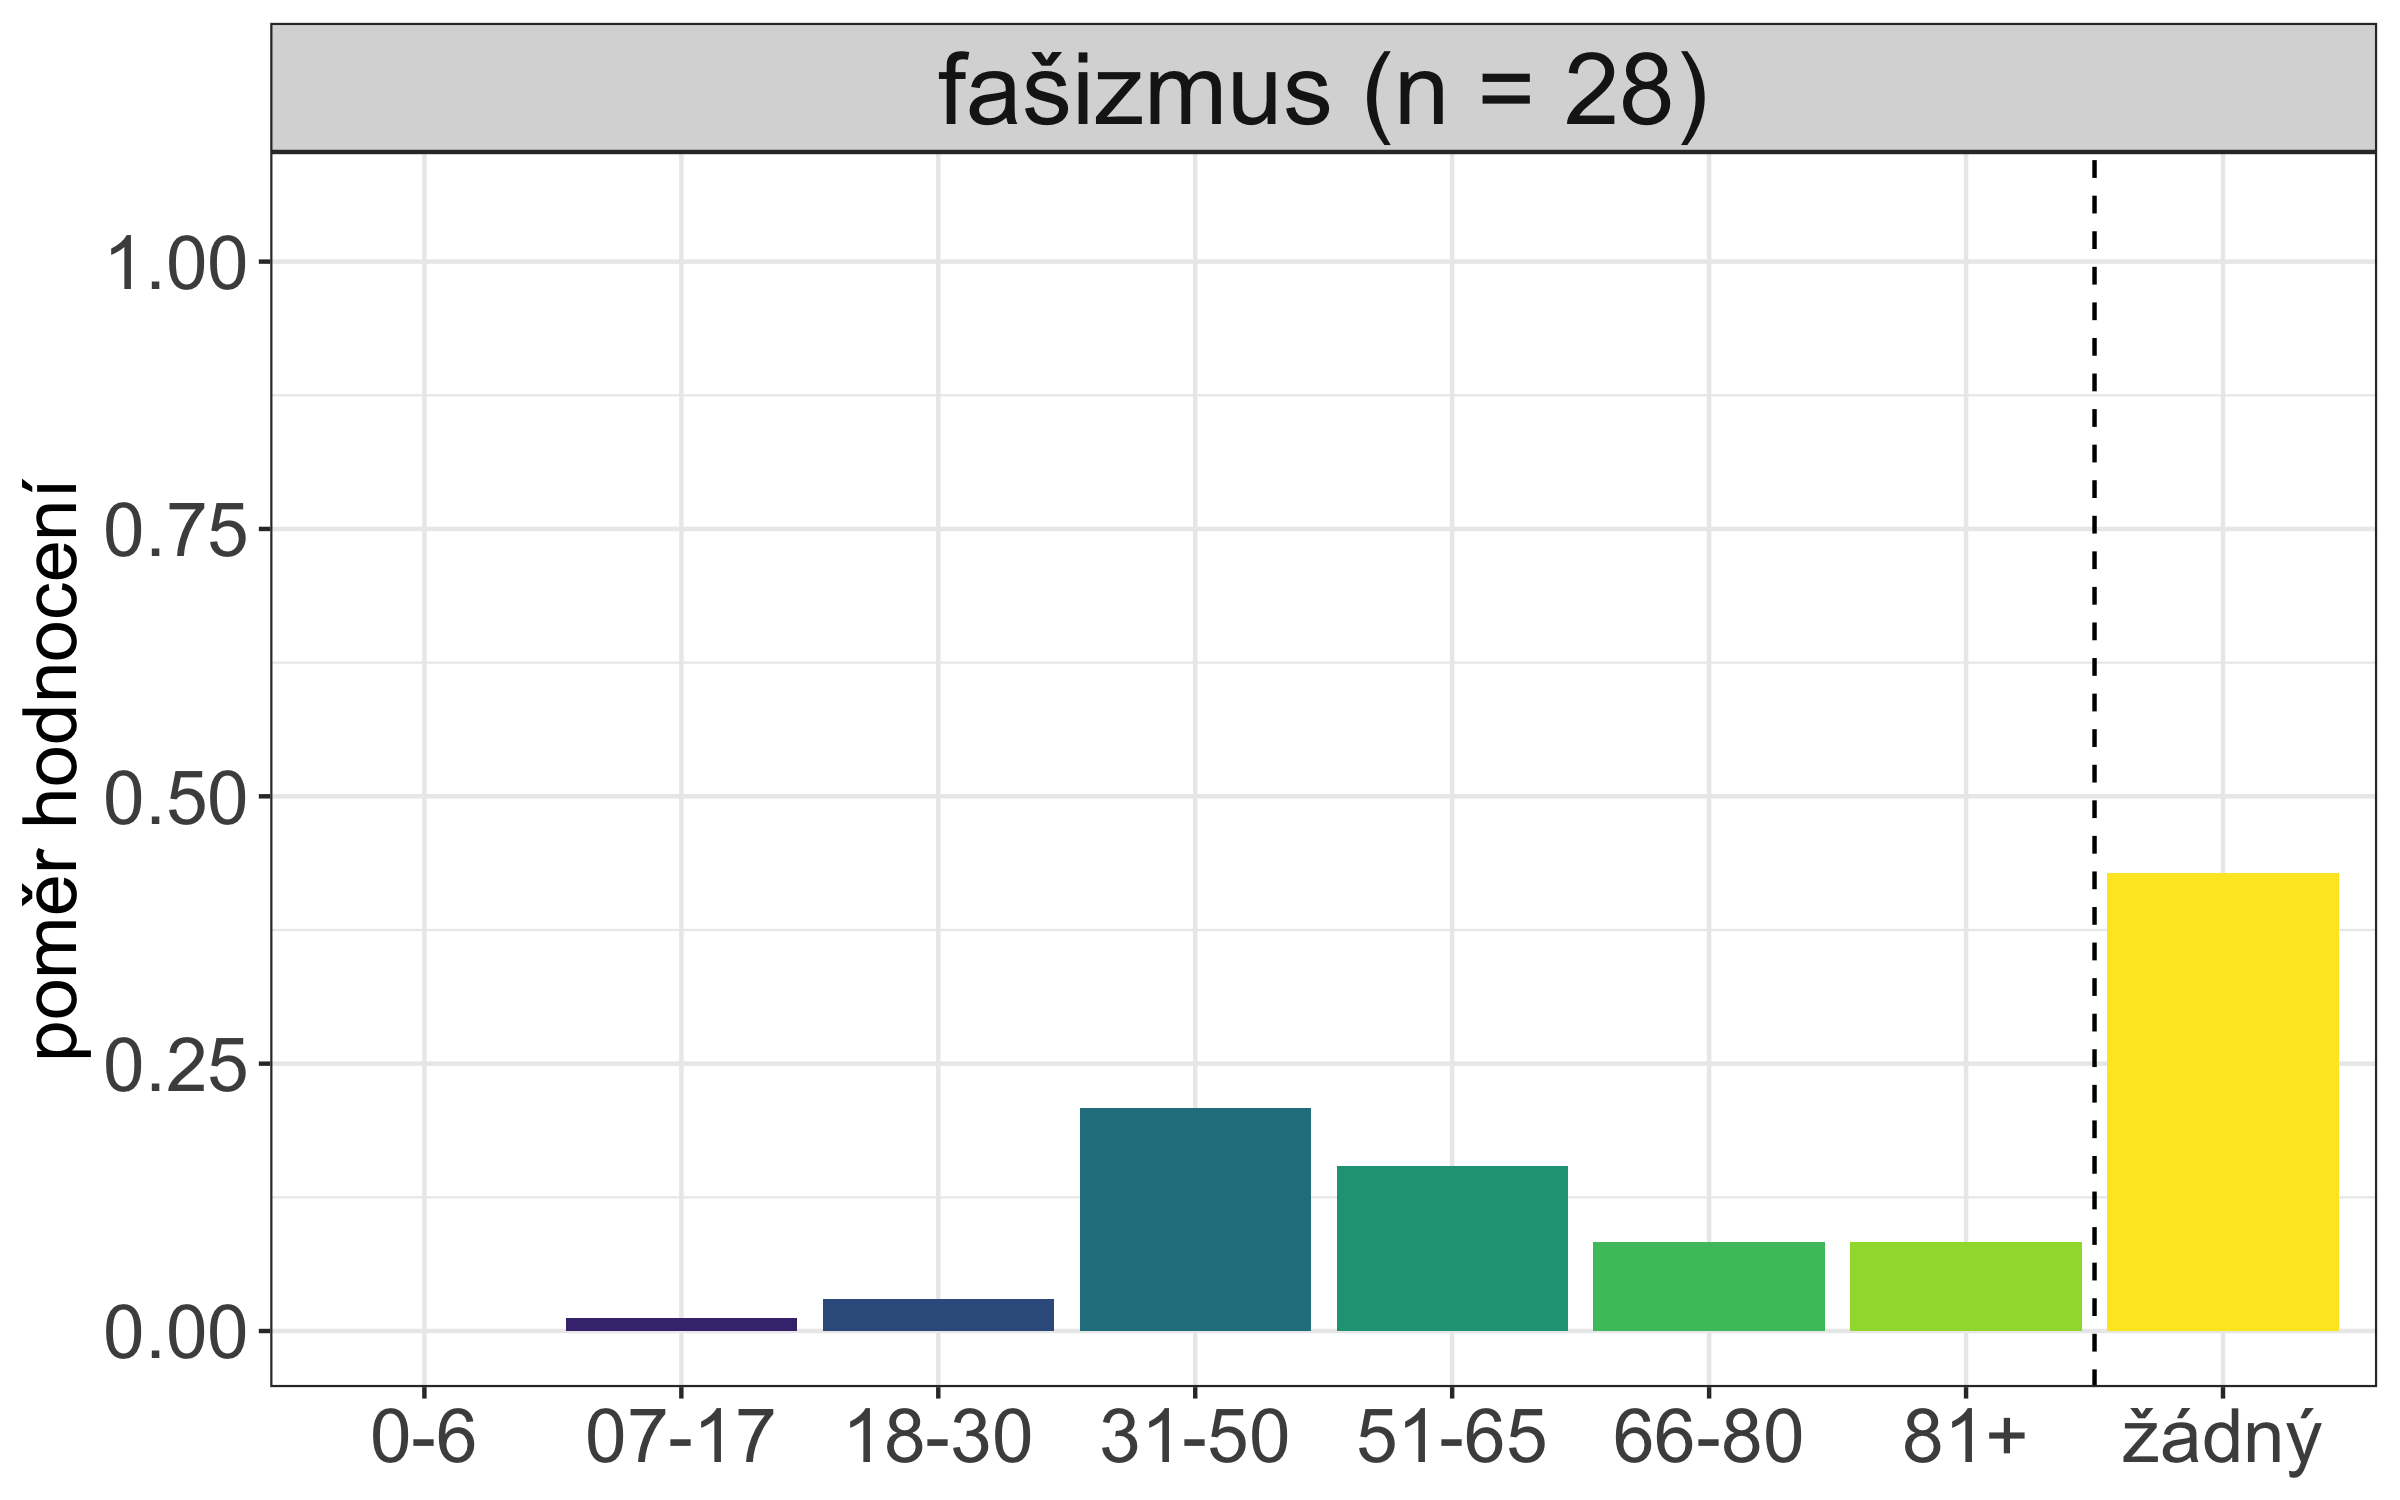 fašizmus (n = 28)
poměr hodnocení
1.00
0.75
0.50
0.25
0.00
0-6 07-17 18-30 31-50 51-65 66-80 81+ žádný